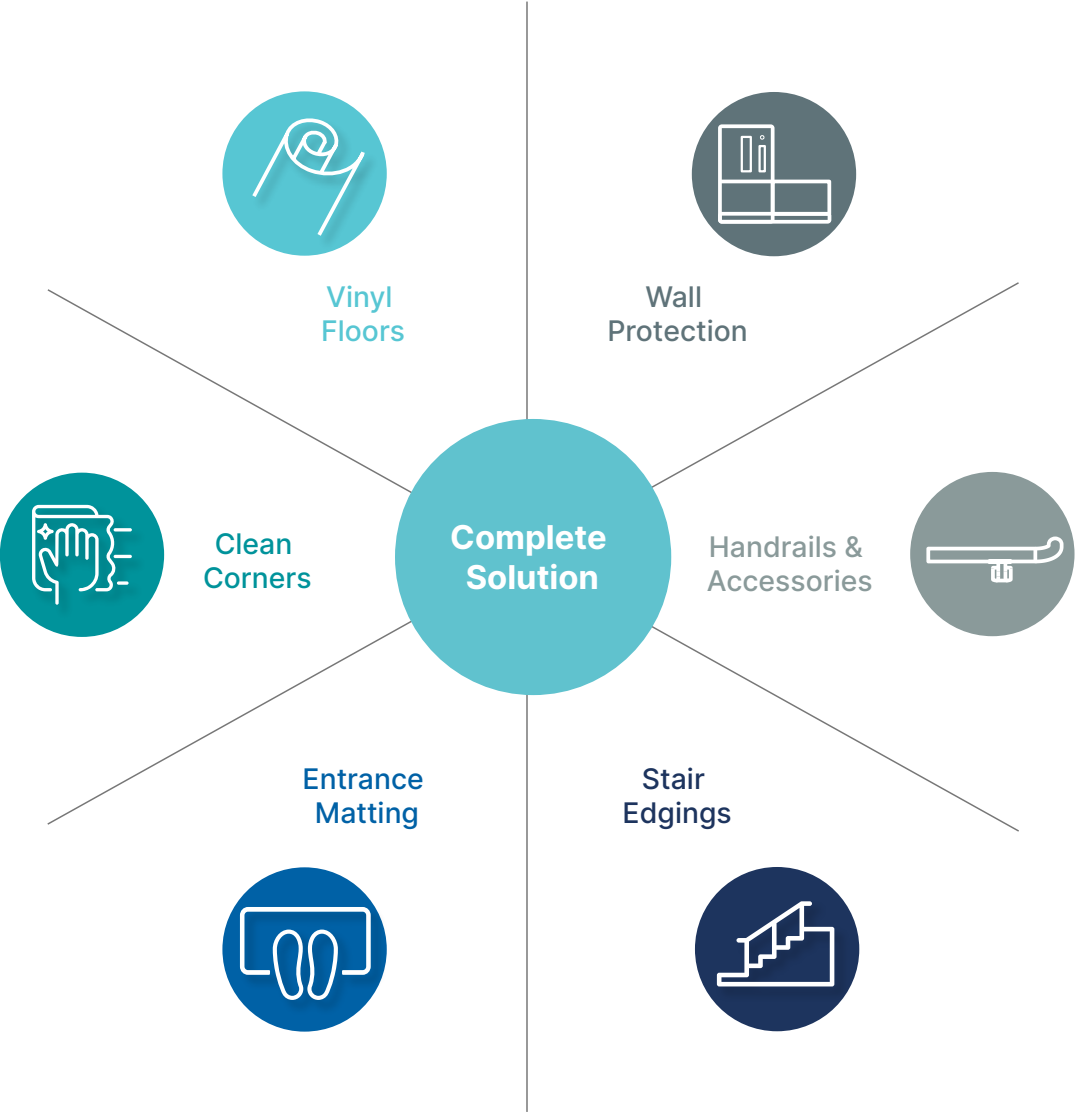 Vinyl
Floors
Wall
Protection
Clean
Corners
Complete
Solution
Handrails &
Accessories
Entrance
Matting
Stair
Edgings